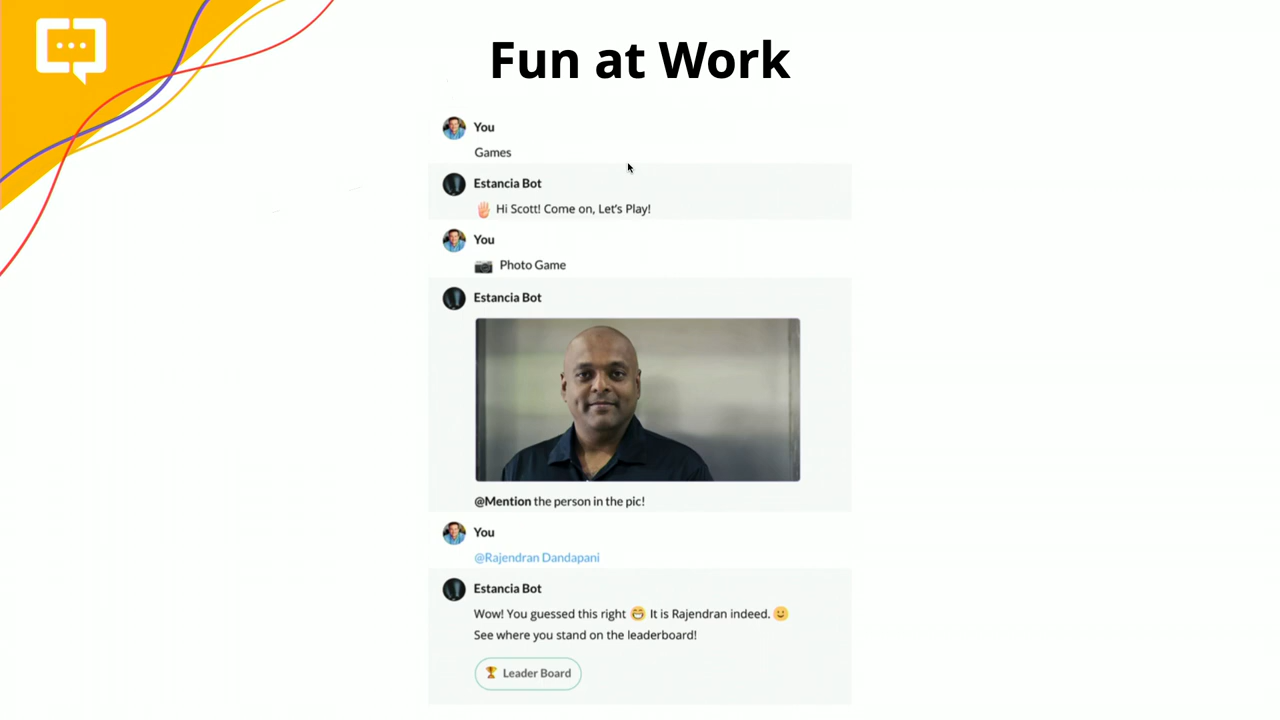 Fun at Work
You
Games
Estancia Bot
🖐 Hi Scott! Come on, Let's Play!
You
📷 Photo Game
Estancia Bot
@Mention the person in the pic!
You
@Rajendran Dandapani
Estancia Bot
Wow! You guessed this right 😁 It is Rajendran indeed. 🙂
See where you stand on the leaderboard!
🏆 Leader Board